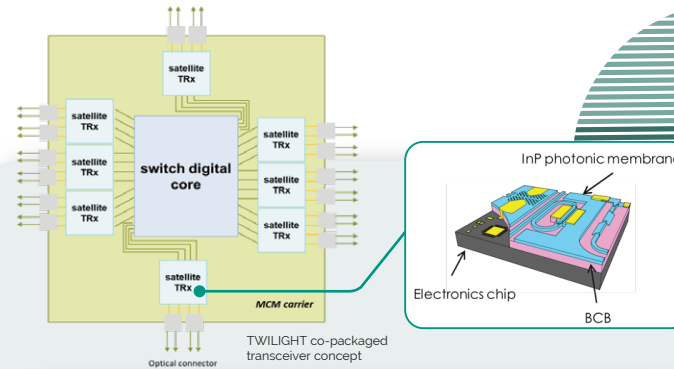 satellite
TRx
satellite
TRx
satellite
TRx
satellite
TRx
switch digital
core
satellite
TRx
satellite
TRx
satellite
TRx
satellite
TRx
MCM carrier
Optical connector
TWILIGHT co-packaged
transceiver concept
InP photonic membran
Electronics chip
BCB